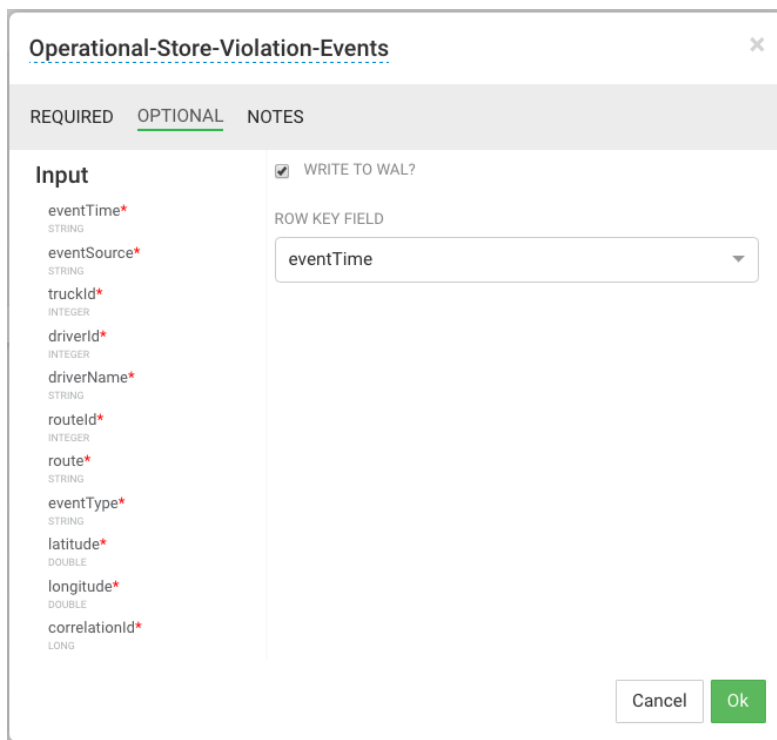 Operational-Store-Violation-Events
×
REQUIRED OPTIONAL NOTES
Input
eventTime*
STRING
eventSource*
STRING
truckId*
INTEGER
driverId*
INTEGER
driverName*
STRING
routeId*
INTEGER
route*
STRING
eventType*
STRING
latitude*
DOUBLE
longitude*
DOUBLE
correlationId*
LONG
WRITE TO WAL?
ROW KEY FIELD
eventTime
Cancel Ok